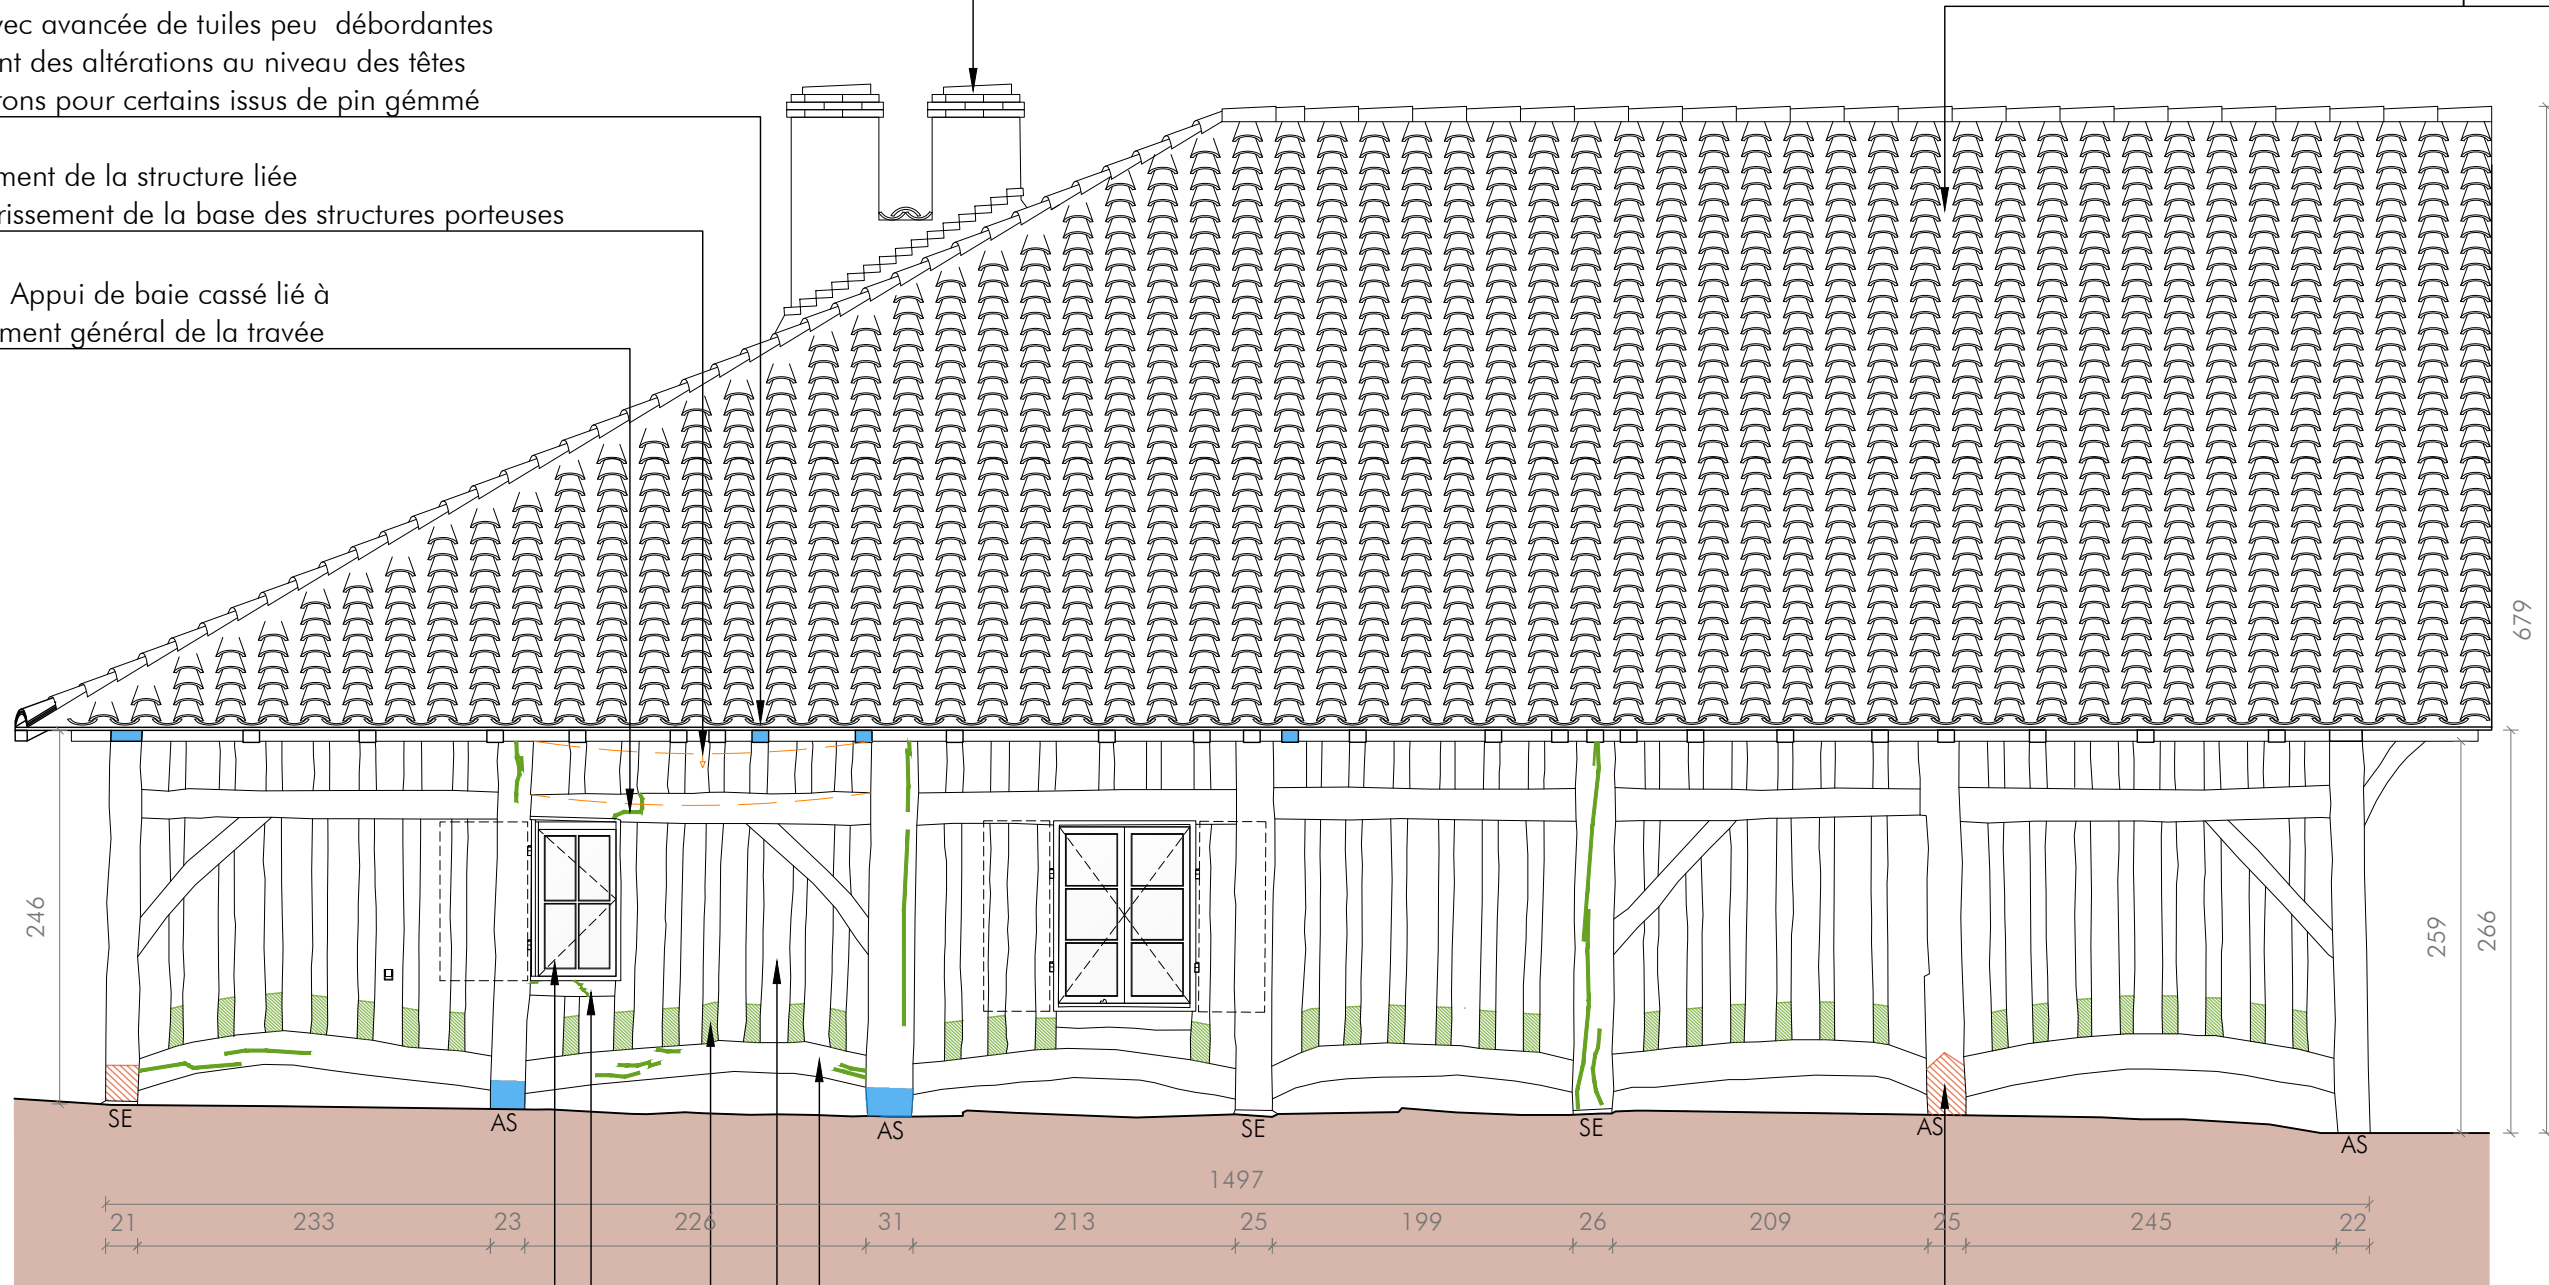 vec avancée de tuiles peu débordantes
nt des altérations au niveau des têtes
rons pour certains issus de pin gémmé
ment de la structure liée
rissement de la base des structures porteuses
Appui de baie cassé lié à
ment général de la travée
679
246
259
266
SE
AS
AS
SE
SE
AS
AS
1497
21
233
23
226
31
213
25
199
26
209
25
245
22